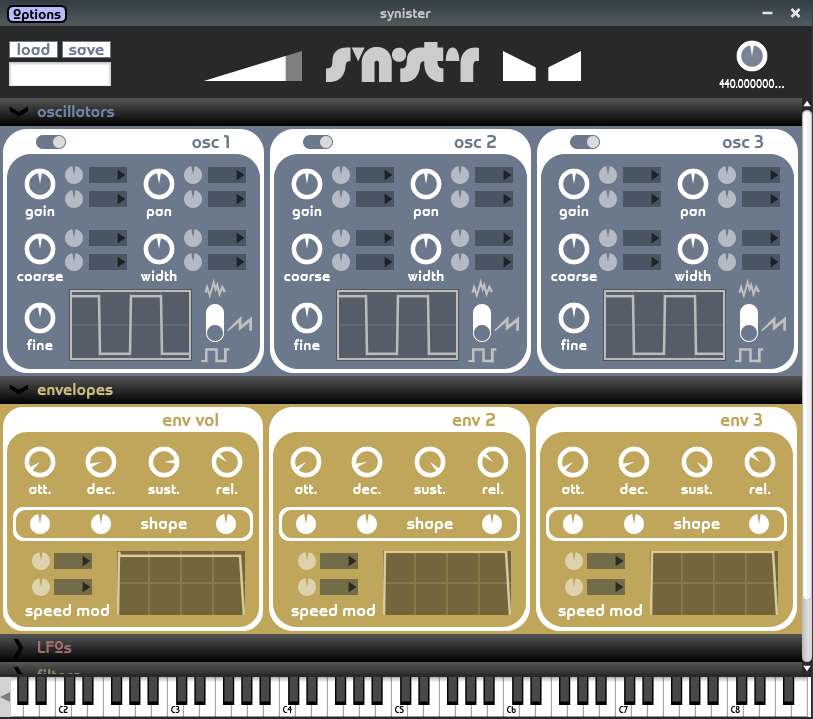 Options
synister
load save
synistr
440.000000...
oscillators
osc 1 osc 2 osc 3
gain pan gain pan gain pan
coarse width coarse width coarse width
fine fine fine
envelopes
env vol env 2 env 3
att. dec. sust. rel. att. dec. sust. rel. att. dec. sust. rel.
shape shape shape
speed mod speed mod speed mod
LFOs
filters
C2 C3 C4 C5 C6 C7 C8